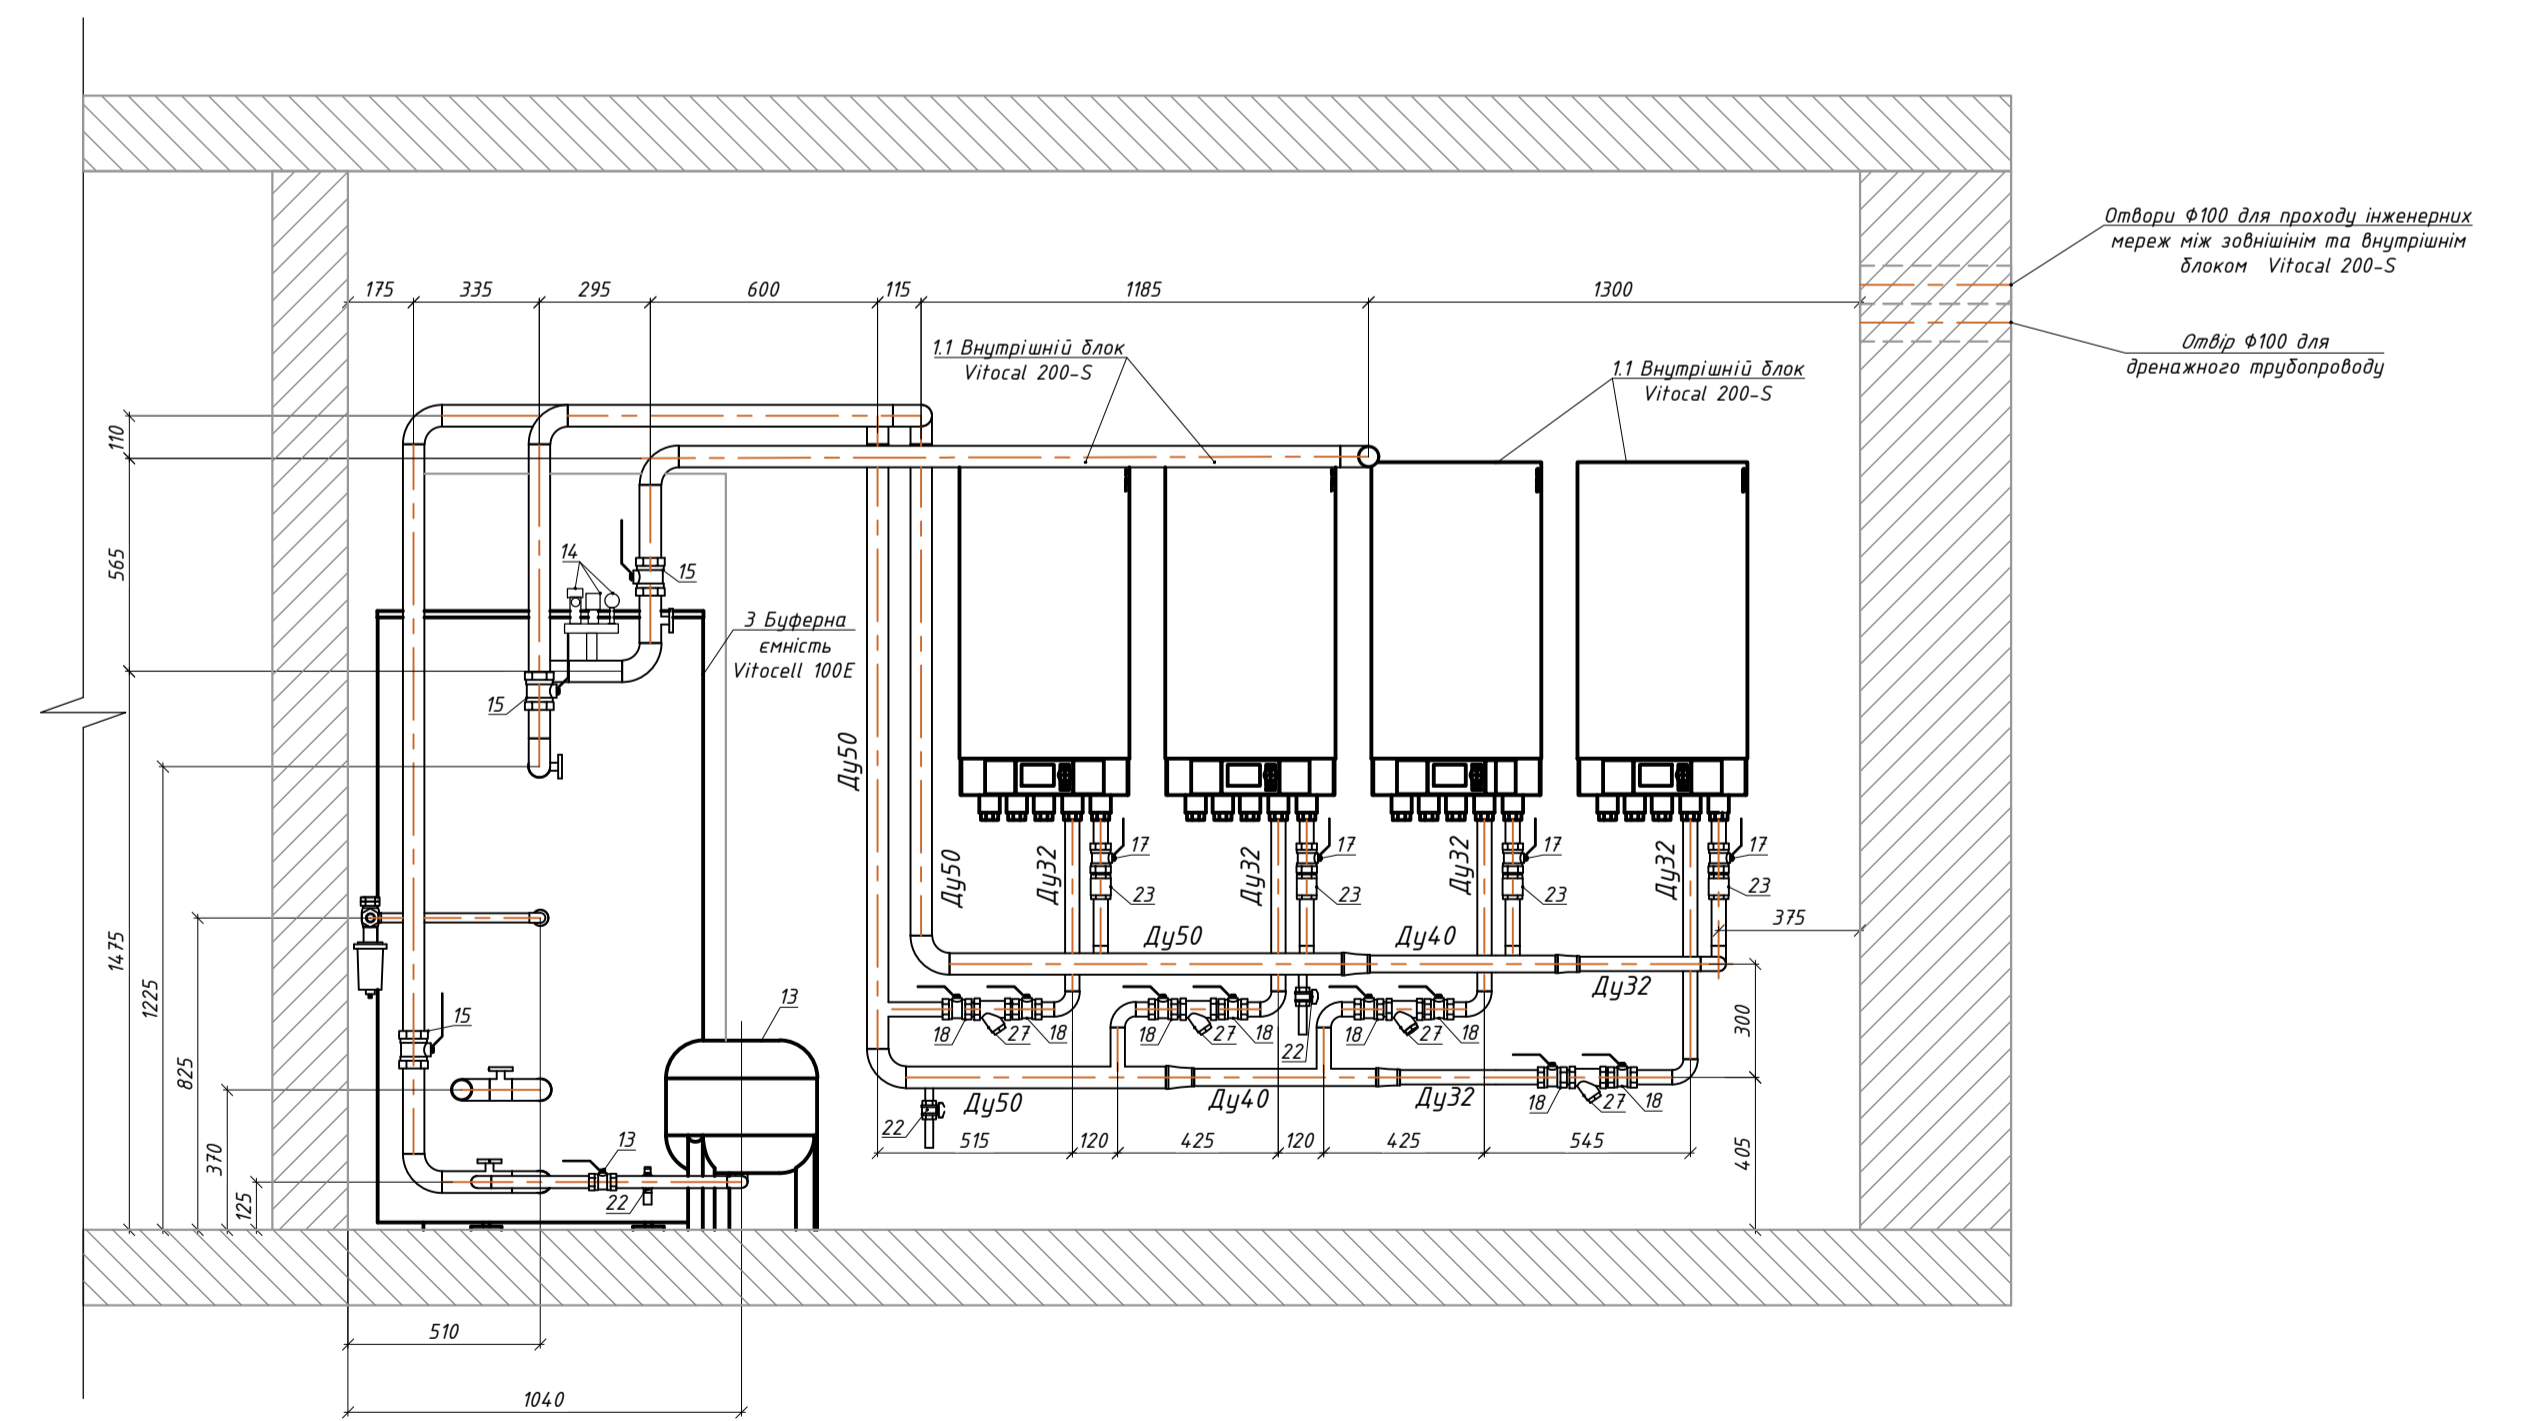 Отвори Ф100 для проходу інженерних
мереж між зовнішінім та внутрішнім
блоком Vitocal 200-S
Отвір Ф100 для
дренажного трубопроводу
175
335
295
600
115
1185
1300
1.1 Внутрішній блок
Vitocal 200-S
1.1 Внутрішній блок
Vitocal 200-S
110
565
1475
1225
825
370
125
14
15
15
15
3 Буферна
ємність
Vitocell 100E
Ду50
Ду50
Ду32
Ду32
Ду32
Ду32
17
17
17
17
23
23
23
23
375
Ду50
Ду40
Ду32
13
18
27
18
18
27
18
22
18
27
18
300
Ду50
Ду40
Ду32
18
27
18
22
515
120
425
120
425
545
405
13
22
510
1040